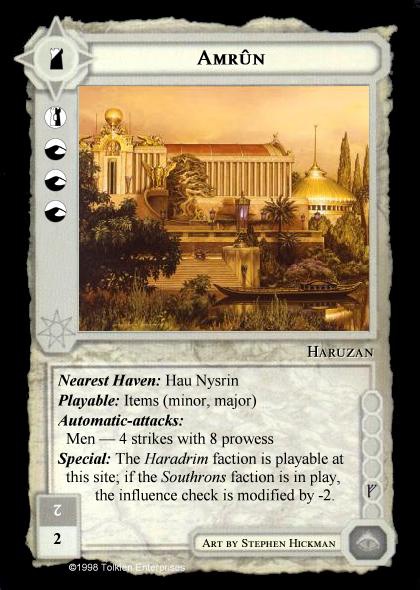 AMRÛN
HARUZAN
Nearest Haven: Hau Nysrin
Playable: Items (minor, major)
Automatic-attacks:
Men — 4 strikes with 8 prowess
Special: The Haradrim faction is playable at
this site; if the Southrons faction is in play,
the influence check is modified by -2.
2
2
ART BY STEPHEN HICKMAN
©1998 Tolkien Enterprises